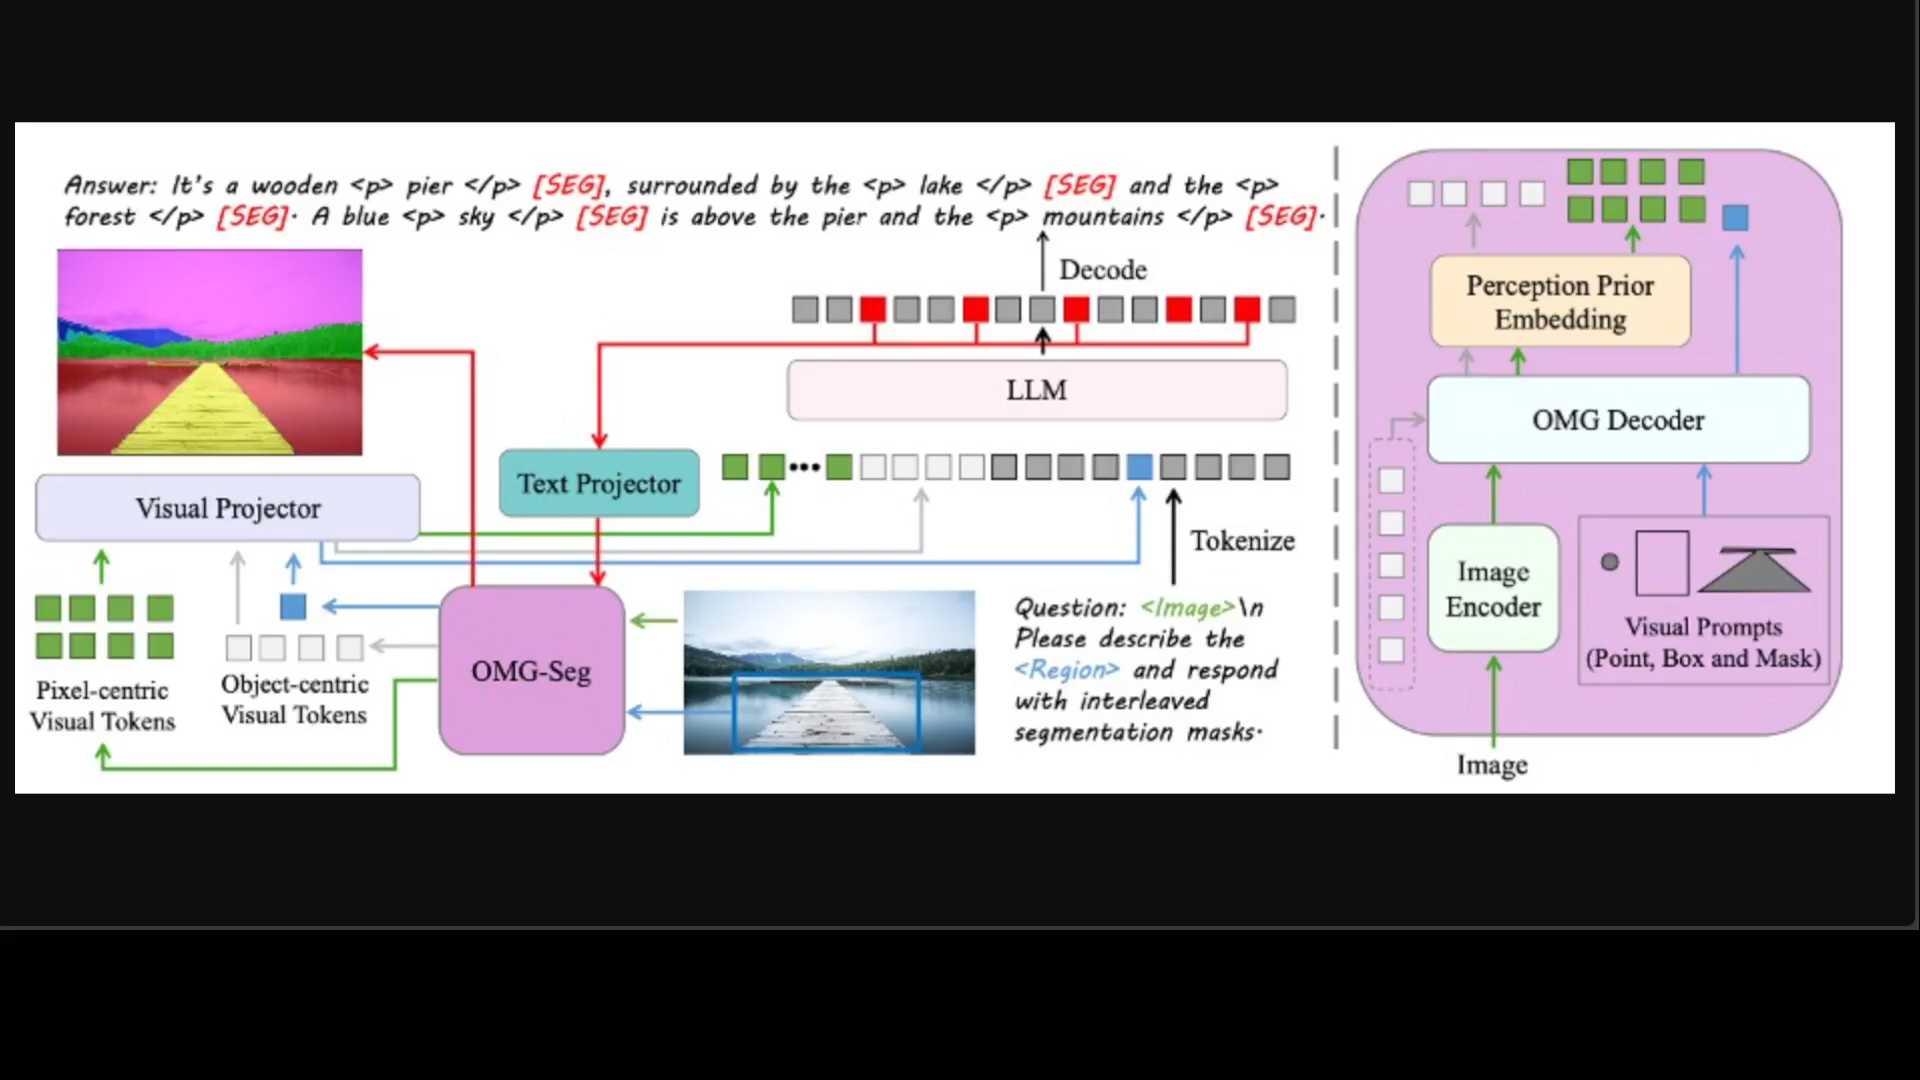 Answer: It's a wooden <p> pier </p> [SEG], surrounded by the <p> lake </p> [SEG] and the <p>
forest </p> [SEG]. A blue <p> sky </p> [SEG] is above the pier and the <p> mountains </p> [SEG].
Decode
LLM
Text Projector
Visual Projector
Tokenize
Pixel-centric
Visual Tokens
Object-centric
Visual Tokens
OMG-Seg
Question: <Image>\n
Please describe the
<Region> and respond
with interleaved
segmentation masks.
Perception Prior
Embedding
OMG Decoder
Image
Encoder
Visual Prompts
(Point, Box and Mask)
Image